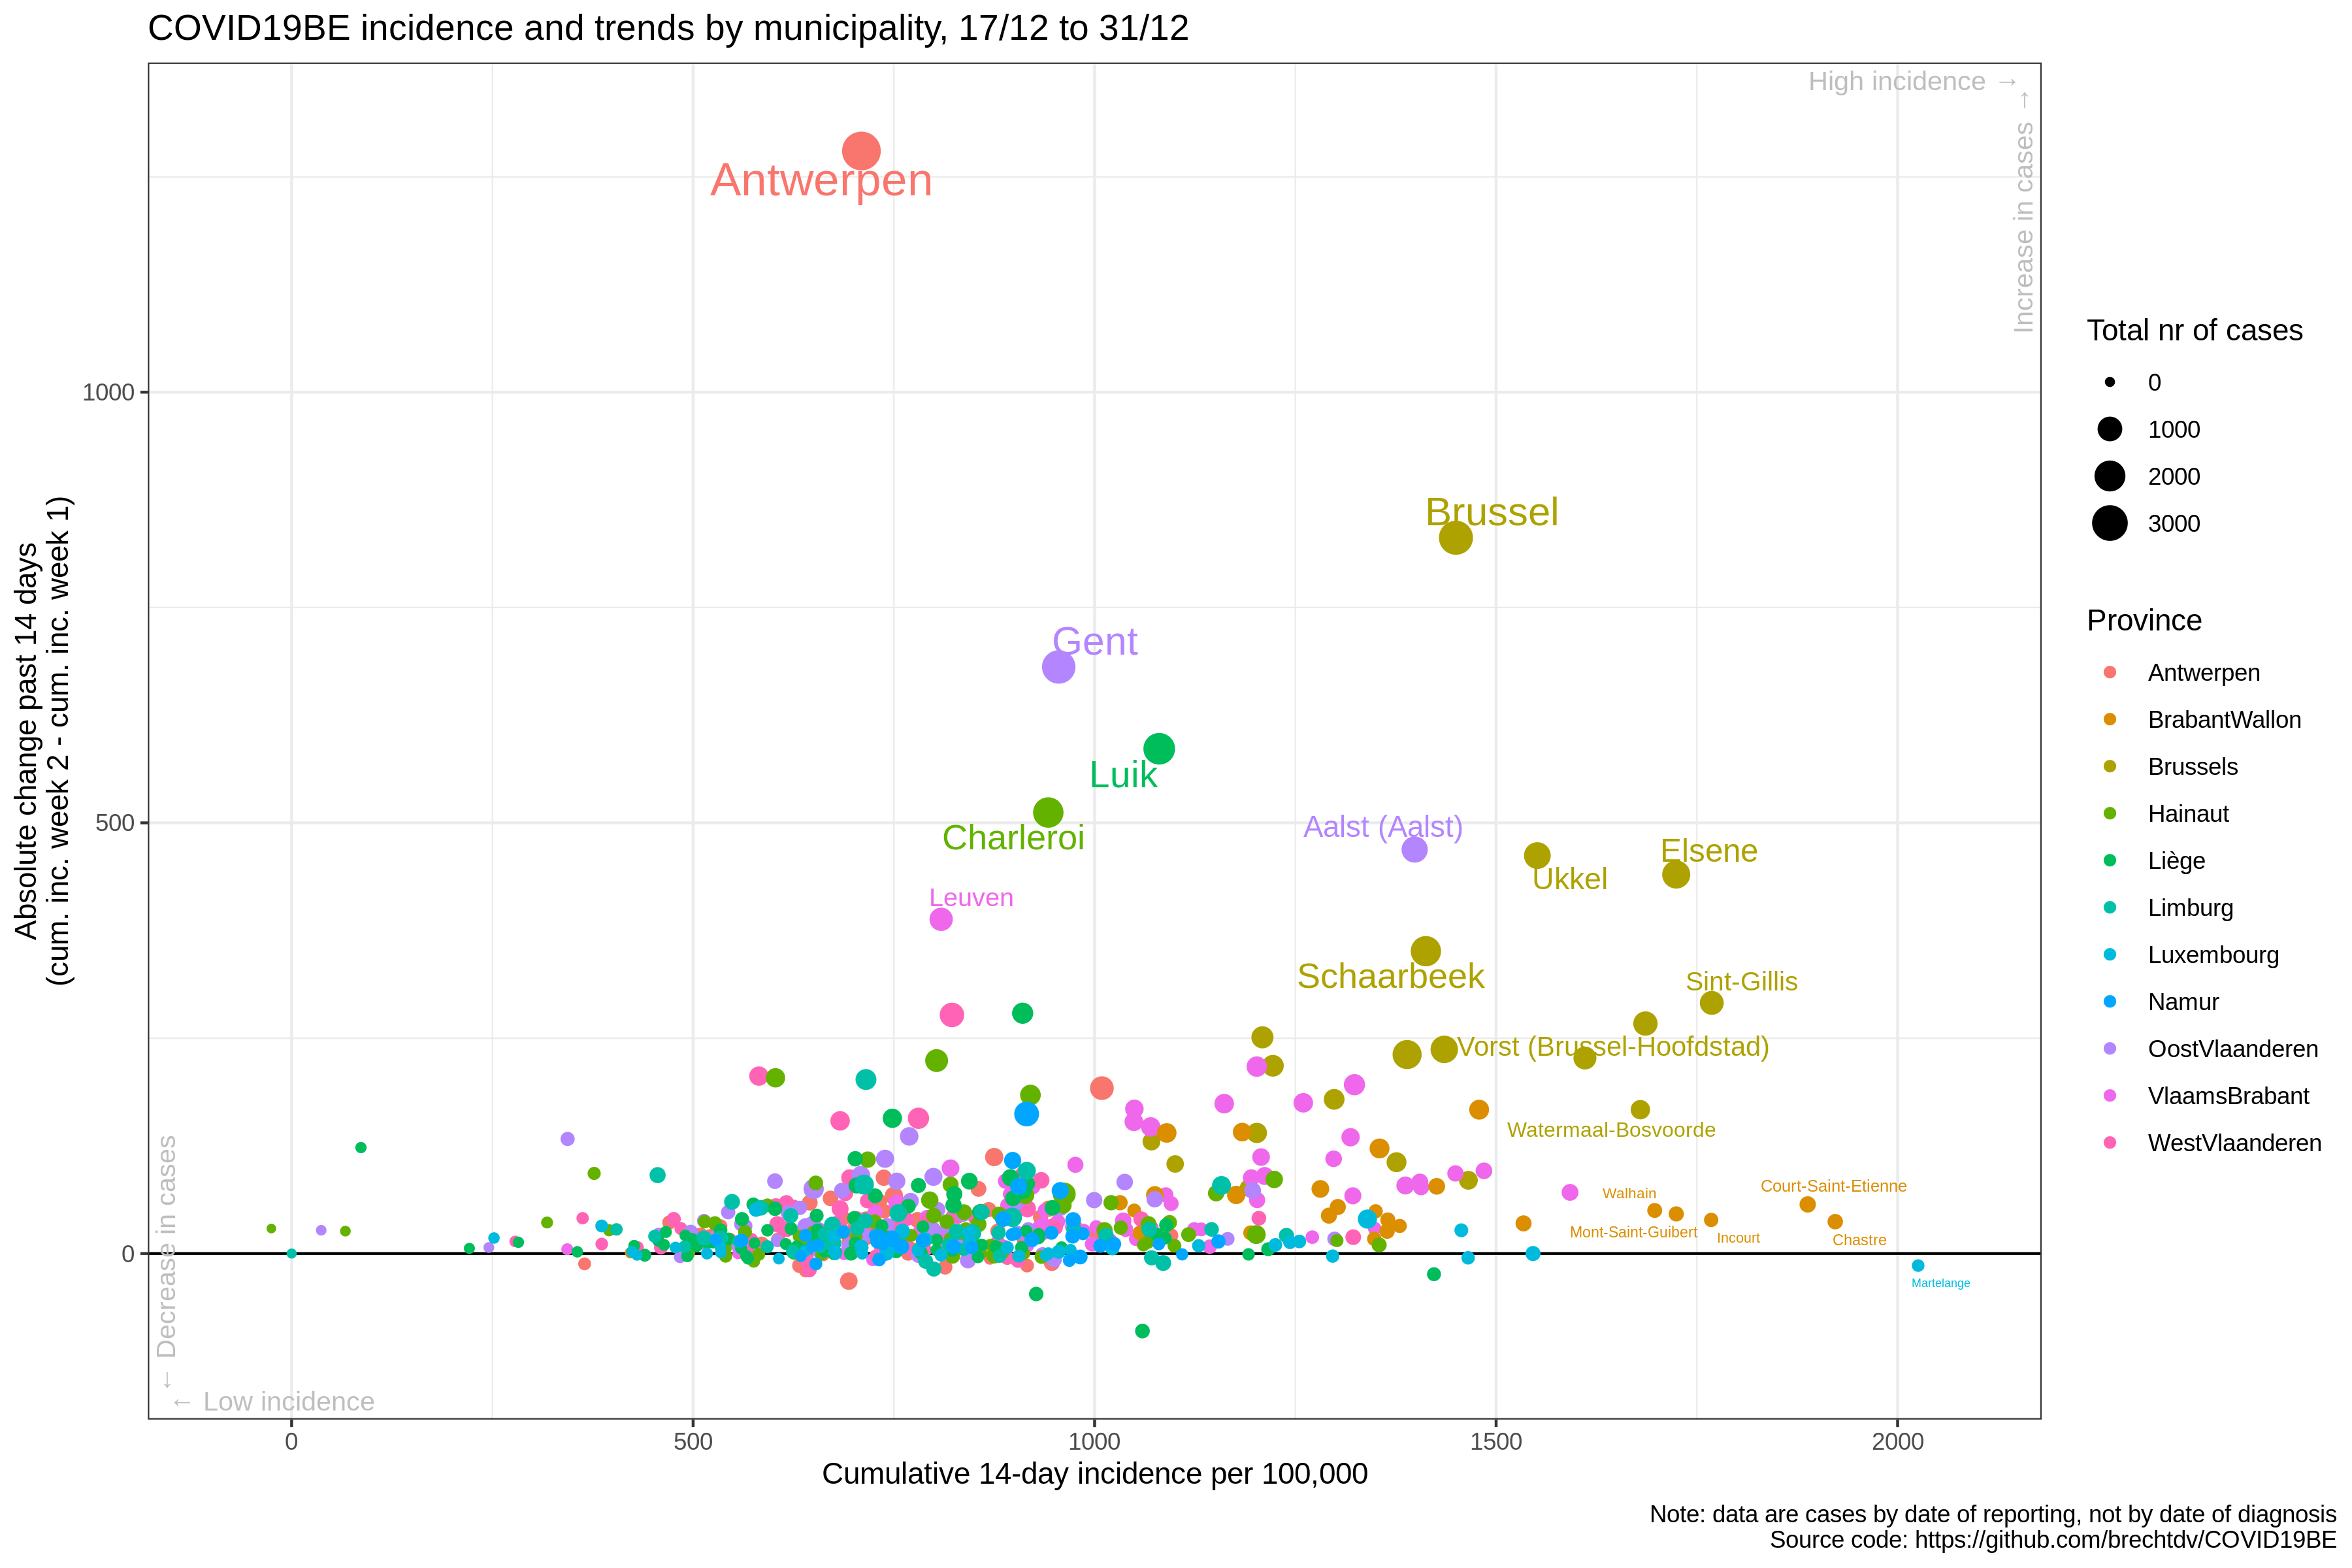 COVID19BE incidence and trends by municipality, 17/12 to 31/12
High incidence →
Increase in cases →
Antwerpen
1000
Brussel
Gent
Luik
500
Charleroi
Aalst (Aalst)
Elsene
Ukkel
Leuven
Schaarbeek
Sint-Gillis
Vorst (Brussel-Hoofdstad)
Watermaal-Bosvoorde
Walhain
Court-Saint-Etienne
Mont-Saint-Guibert
Incourt
Chastre
0
Martelange
← Decrease in cases
← Low incidence
0
500
1000
1500
2000
Cumulative 14-day incidence per 100,000
Absolute change past 14 days
(cum. inc. week 2 - cum. inc. week 1)
Total nr of cases
0
1000
2000
3000
Province
Antwerpen
BrabantWallon
Brussels
Hainaut
Liège
Limburg
Luxembourg
Namur
OostVlaanderen
VlaamsBrabant
WestVlaanderen
Note: data are cases by date of reporting, not by date of diagnosis
Source code: https://github.com/brechtdv/COVID19BE